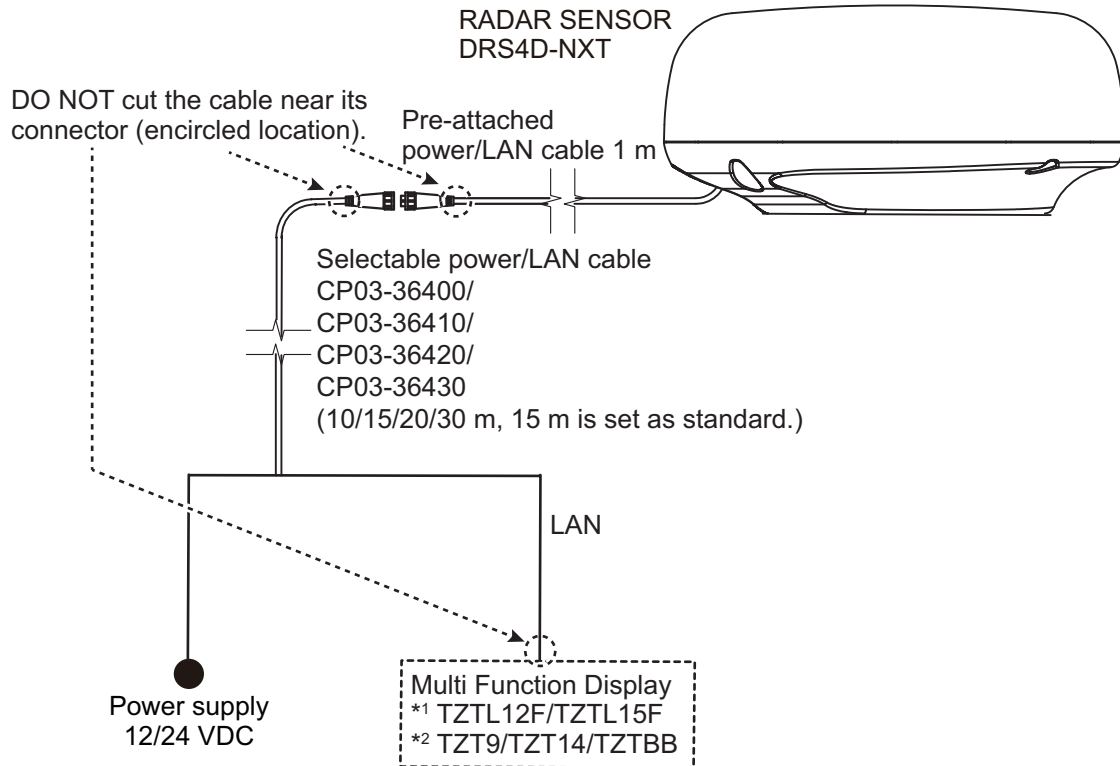 RADAR SENSOR
DRS4D-NXT
DO NOT cut the cable near its
connector (encircled location).
Pre-attached
power/LAN cable 1 m
Selectable power/LAN cable
CP03-36400/
CP03-36410/
CP03-36420/
CP03-36430
(10/15/20/30 m, 15 m is set as standard.)
LAN
Power supply
12/24 VDC
Multi Function Display
*1 TZTL12F/TZTL15F
*2 TZT9/TZT14/TZTBB